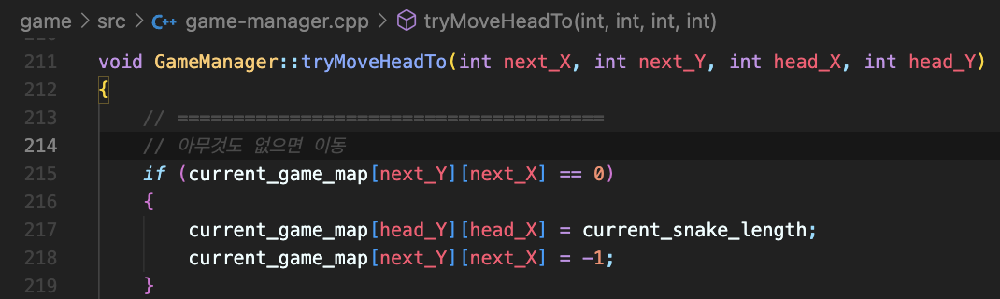 game > src > C++ game-manager.cpp > tryMoveHeadTo(int, int, int, int)
211 void GameManager::tryMoveHeadTo(int next_X, int next_Y, int head_X, int head_Y)
212 {
213 // ======================================
214 // 아무것도 없으면 이동
215 if (current_game_map[next_Y][next_X] == 0)
216 {
217 current_game_map[head_Y][head_X] = current_snake_length;
218 current_game_map[next_Y][next_X] = -1;
219 }